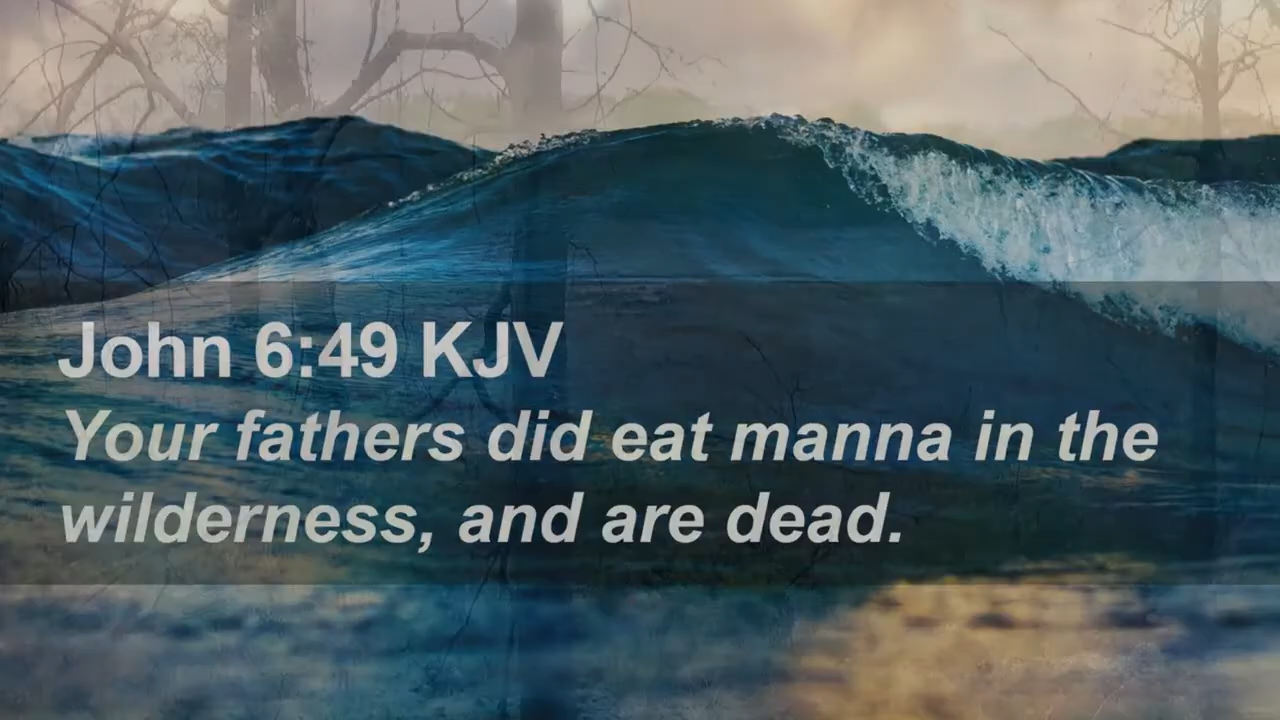 John 6:49 KJV
Your fathers did eat manna in the
wilderness, and are dead.